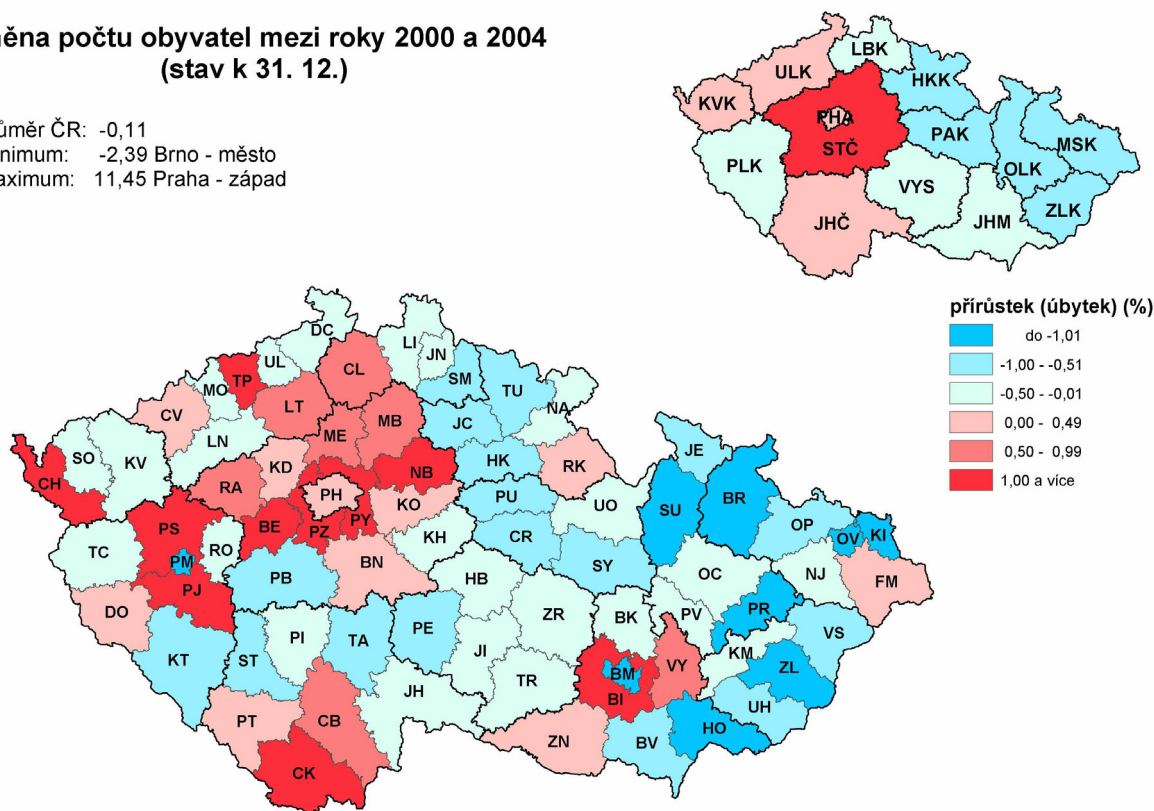 něna počtu obyvatel mezi roky 2000 a 2004
(stav k 31. 12.)
ůměr ČR: -0,11
nimum: -2,39 Brno - město
aximum: 11,45 Praha - západ
LBK
ULK
HKK
KVK
PHA
PAK
MSK
STČ
PLK
OLK
VYS
ZLK
JHČ
JHM
přírůstek (úbytek) (%)
do -1,01
-1,00 - -0,51
-0,50 - -0,01
0,00 - 0,49
0,50 - 0,99
1,00 a více
DC
LI
JN
UL
TP
CL
SM
TU
MO
NA
CV
LT
MB
JC
LN
ME
JE
SO
KV
KD
NB
HK
RK
CH
RA
PH
BR
KO
PU
UO
SU
PS
BE
PZ
PY
OP
OV
KI
TC
PM
RO
KH
CR
PB
BN
SY
OC
NJ
FM
PJ
HB
DO
ZR
BK
PV
PR
PI
TA
PE
VS
KT
ST
JI
KM
BM
VY
ZL
JH
TR
BI
UH
PT
CB
HO
ZN
BV
CK